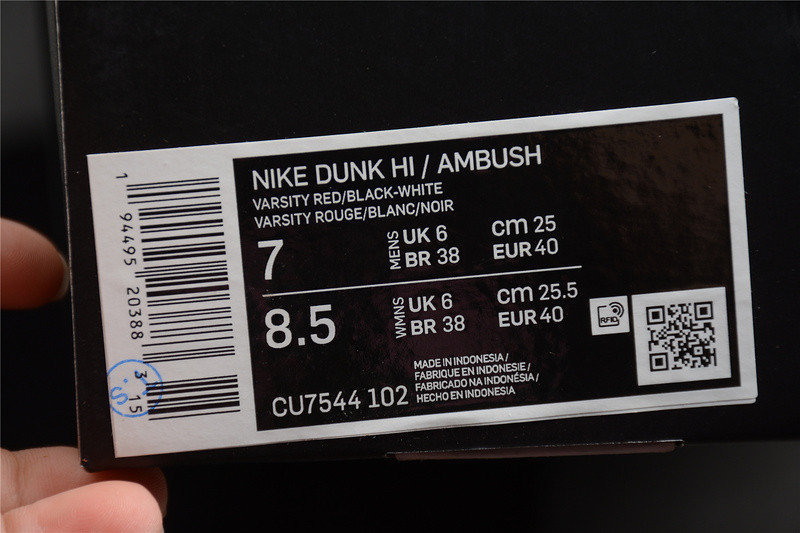 NIKE DUNK HI / AMBUSH
VARSITY RED/BLACK-WHITE
VARSITY ROUGE/BLANC/NOIR
7 MENS UK 6 cm 25
BR 38 EUR 40
8.5 WMNS UK 6 cm 25.5
BR 38 EUR 40
RFID
MADE IN INDONESIA /
FABRIQUE EN INDONESIE/
FABRICADO NA INDONÉSIA /
HECHO EN INDONESIA
CU7544 102
1 94495 20388 3 15